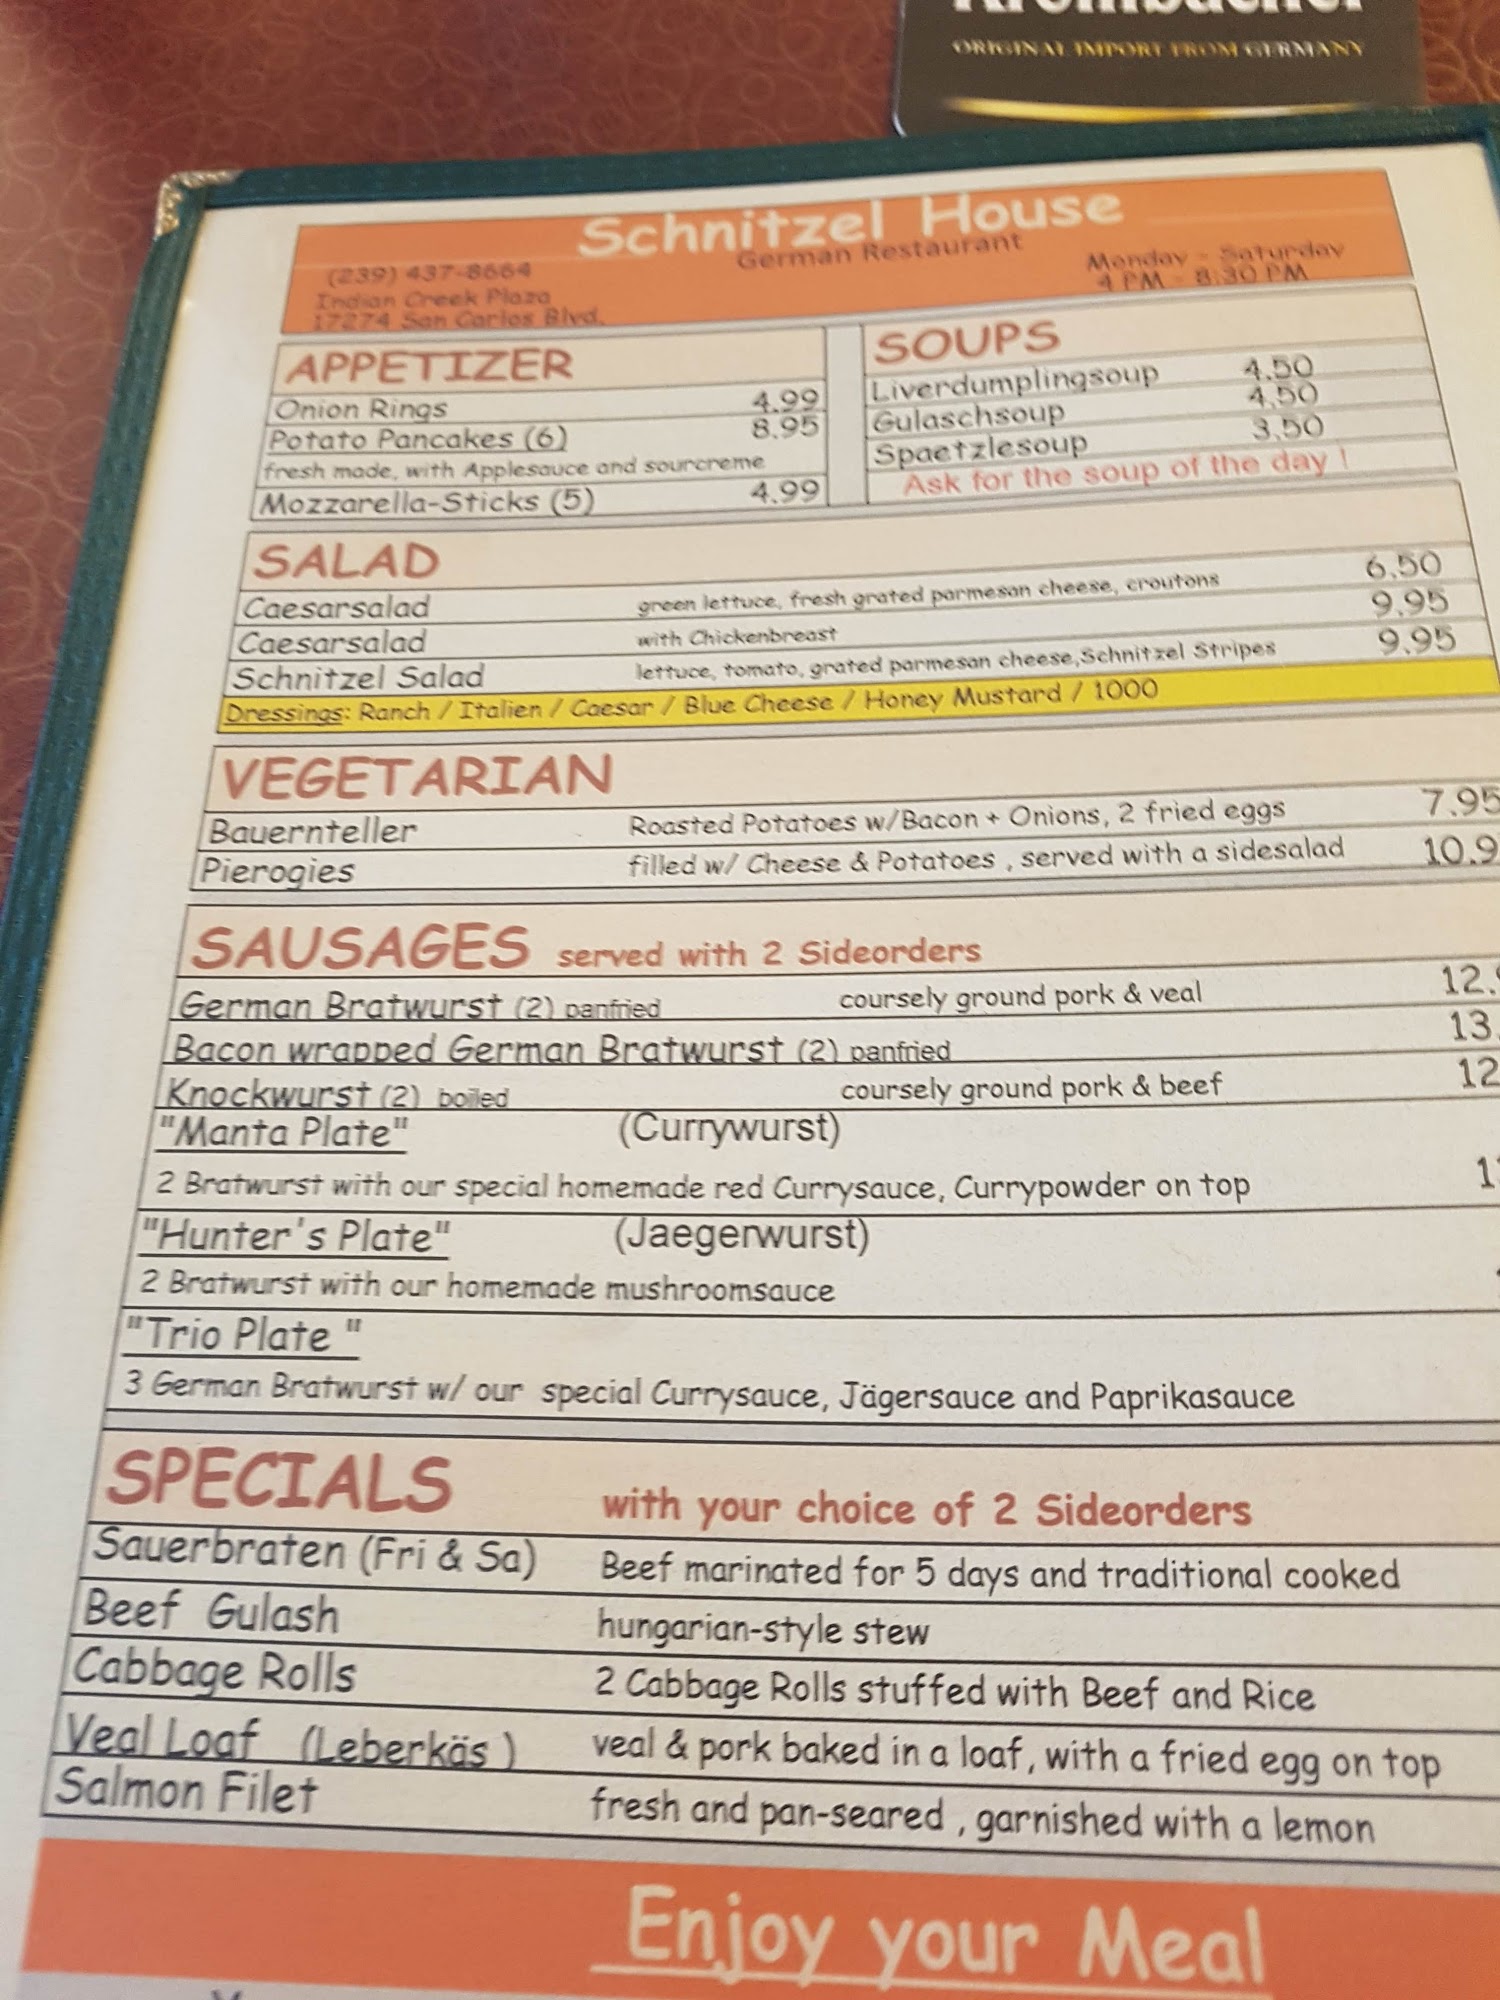 ORIGINAL IMPORT FROM GERMANY
Schnitzel House
German Restaurant
(239) 437-8664
Indian Creek Plaza
17274 San Carlos Blvd.
Monday - Saturday
4 PM - 8:30 PM
APPETIZER
Onion Rings 4.99
Potato Pancakes (6) 8.95
fresh made, with Applesauce and sourcreme
Mozzarella-Sticks (5) 4.99
SOUPS
Liverdumplingsoup 4.50
Gulaschsoup 4.50
Spaetzlesoup 3.50
Ask for the soup of the day !
SALAD
Caesarsalad green lettuce, fresh grated parmesan cheese, croutons 6.50
Caesarsalad with Chickenbreast 9.95
Schnitzel Salad lettuce, tomato, grated parmesan cheese,Schnitzel Stripes 9.95
Dressings: Ranch / Italien / Caesar / Blue Cheese / Honey Mustard / 1000
VEGETARIAN
Bauernteller Roasted Potatoes w/Bacon + Onions, 2 fried eggs 7.95
Pierogies filled w/ Cheese & Potatoes , served with a sidesalad 10.9
SAUSAGES served with 2 Sideorders
German Bratwurst (2) panfried coursely ground pork & veal 12.
Bacon wrapped German Bratwurst (2) panfried 13.
Knockwurst (2) boiled coursely ground pork & beef 12
"Manta Plate" (Currywurst)
2 Bratwurst with our special homemade red Currysauce, Currypowder on top 1
"Hunter's Plate" (Jaegerwurst)
2 Bratwurst with our homemade mushroomsauce
"Trio Plate "
3 German Bratwurst w/ our special Currysauce, Jägersauce and Paprikasauce
SPECIALS with your choice of 2 Sideorders
Sauerbraten (Fri & Sa) Beef marinated for 5 days and traditional cooked
Beef Gulash hungarian-style stew
Cabbage Rolls 2 Cabbage Rolls stuffed with Beef and Rice
Veal Loaf (Leberkäs ) veal & pork baked in a loaf, with a fried egg on top
Salmon Filet fresh and pan-seared , garnished with a lemon
Enjoy your Meal